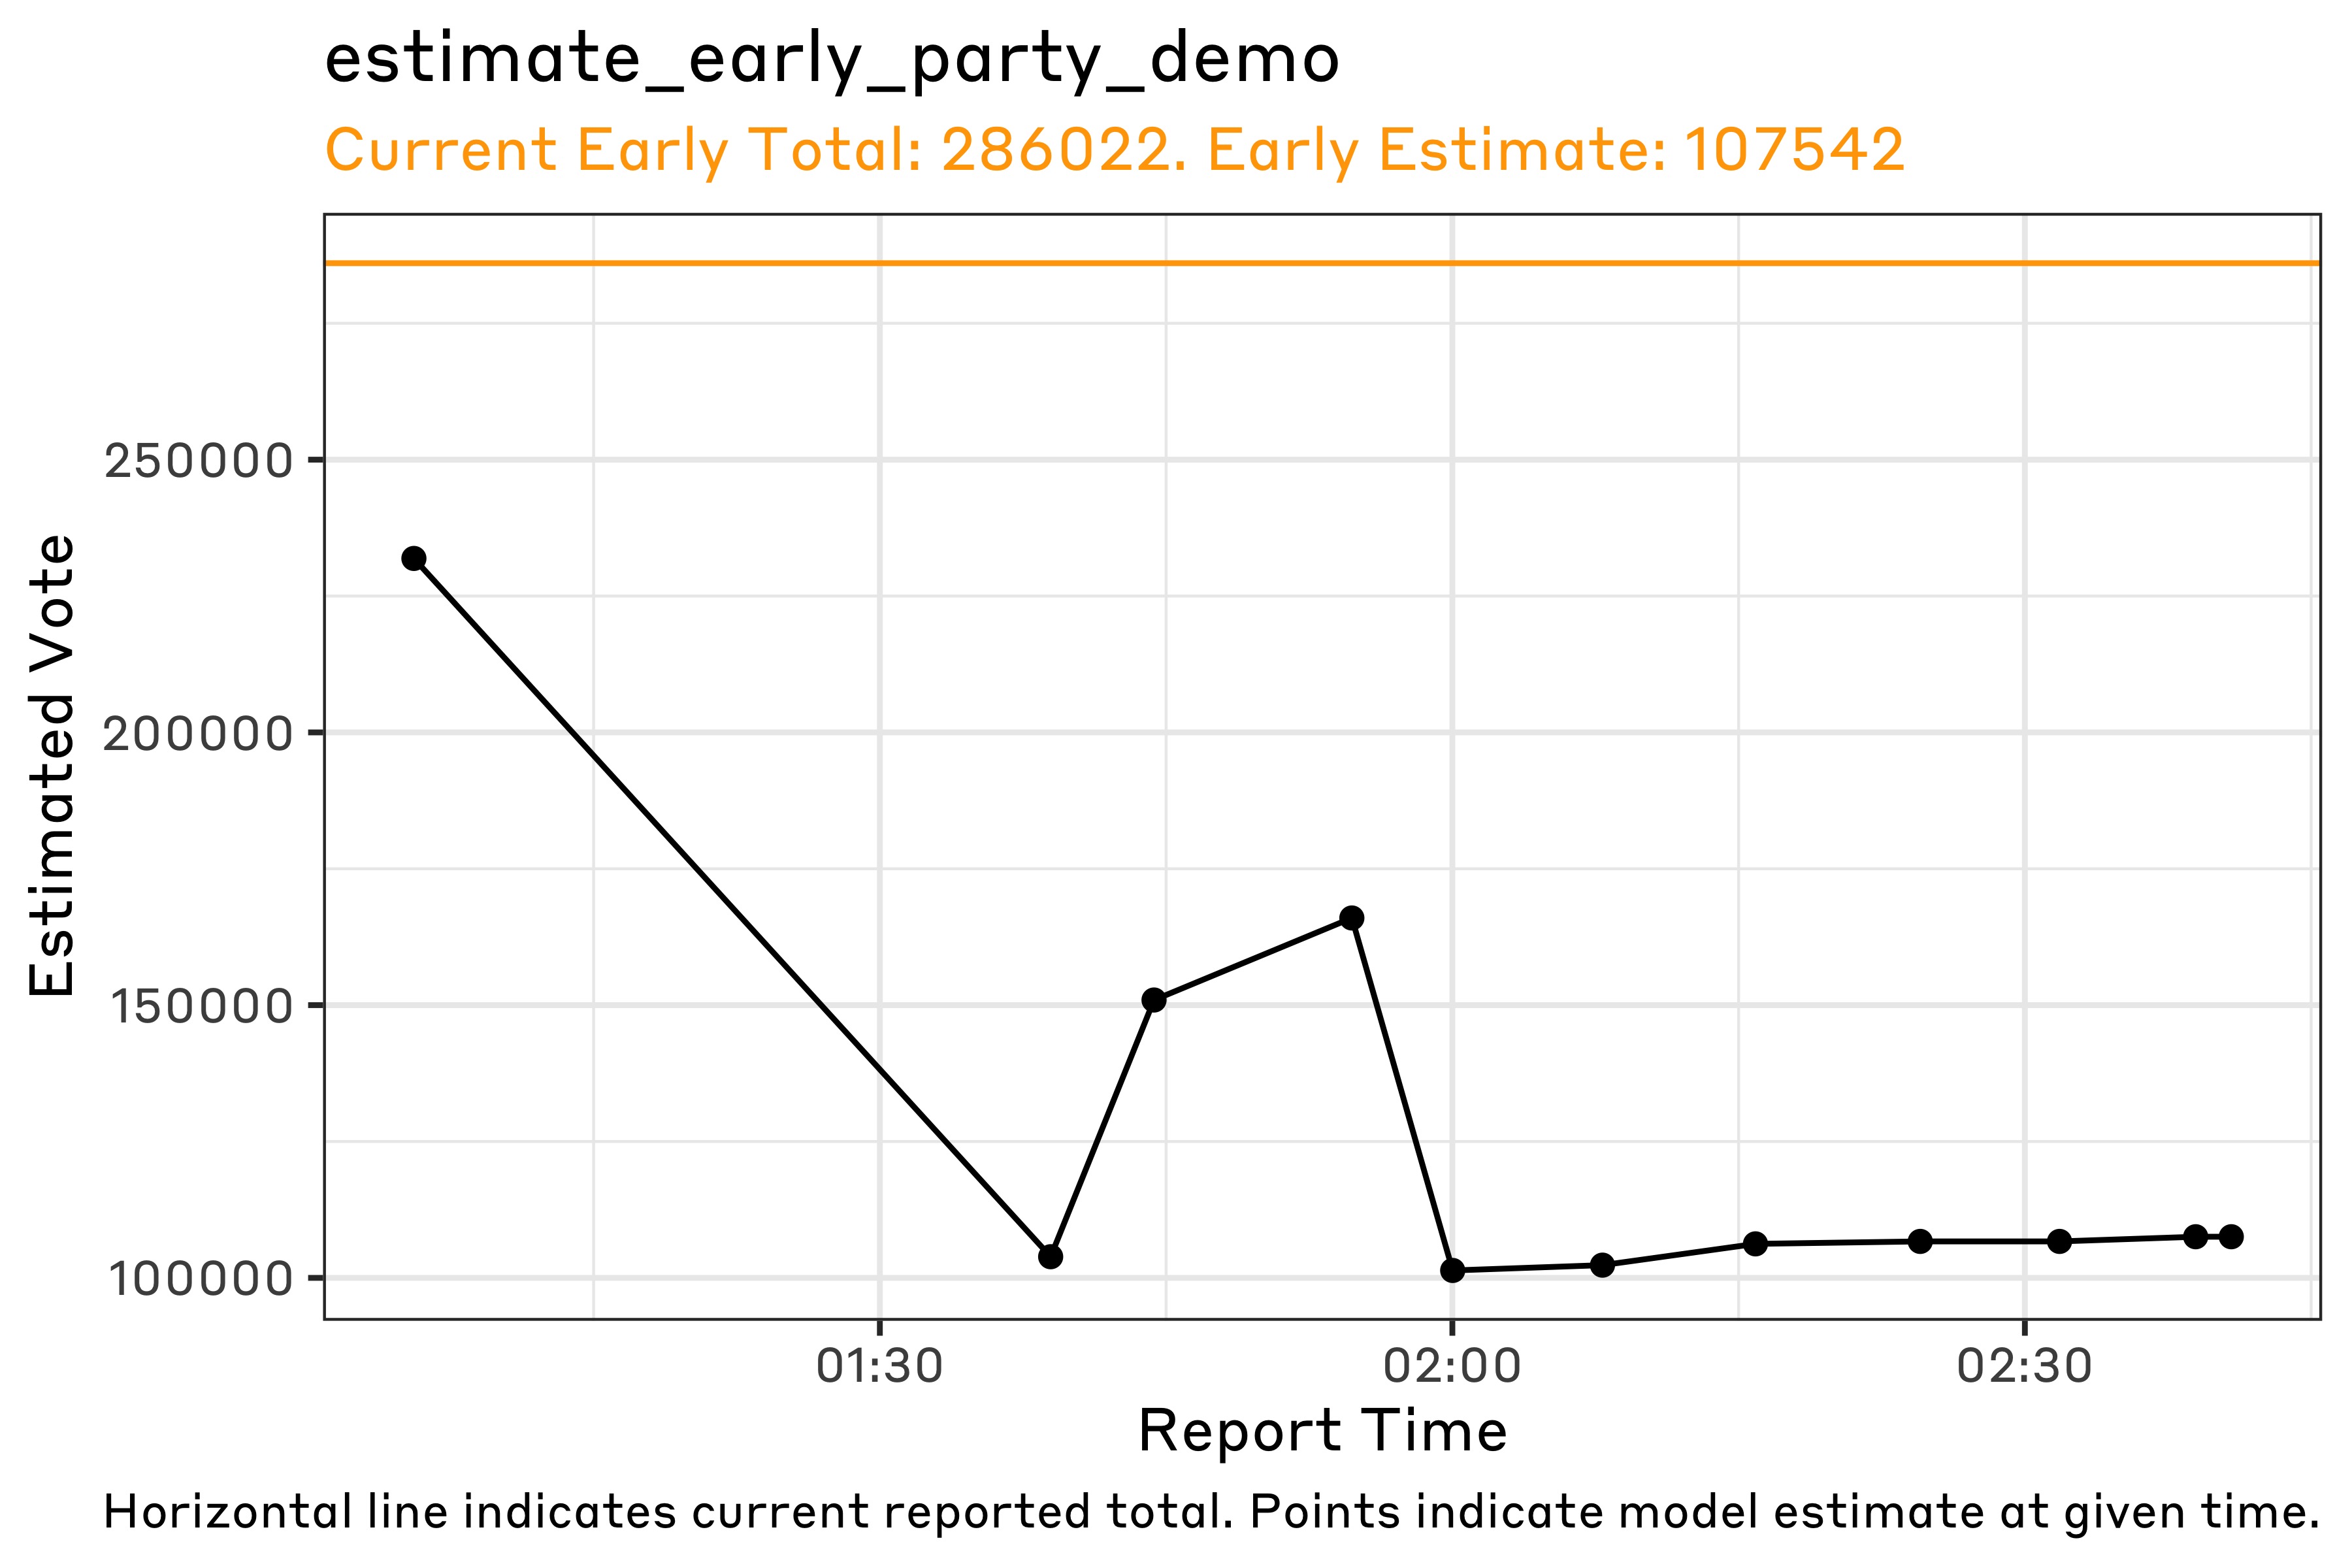 estimate_early_party_demo
Current Early Total: 286022. Early Estimate: 107542
Estimated Vote
250000
200000
150000
100000
01:30 02:00 02:30
Report Time
Horizontal line indicates current reported total. Points indicate model estimate at given time.